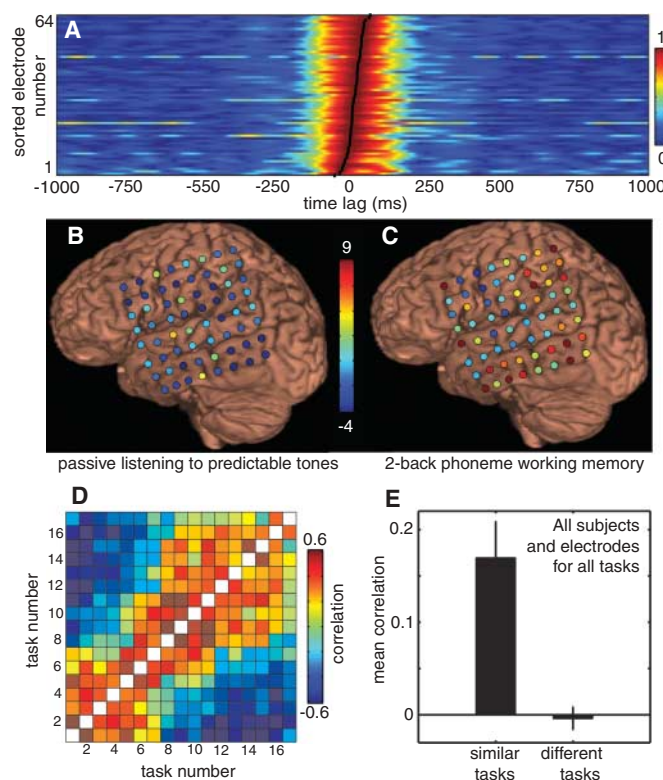 A
64
sorted electrode
number
1
1
0
-1000 -750 -550 -250 0 250 500 750 1000
time lag (ms)
B
9
-4
C
passive listening to predictable tones
2-back phoneme working memory
D
16
14
12
10
8
6
4
2
task number
2 4 6 8 10 12 14 16
task number
0.6
-0.6
correlation
E
All subjects
and electrodes
for all tasks
0.2
0.1
0
mean correlation
similar
tasks
different
tasks